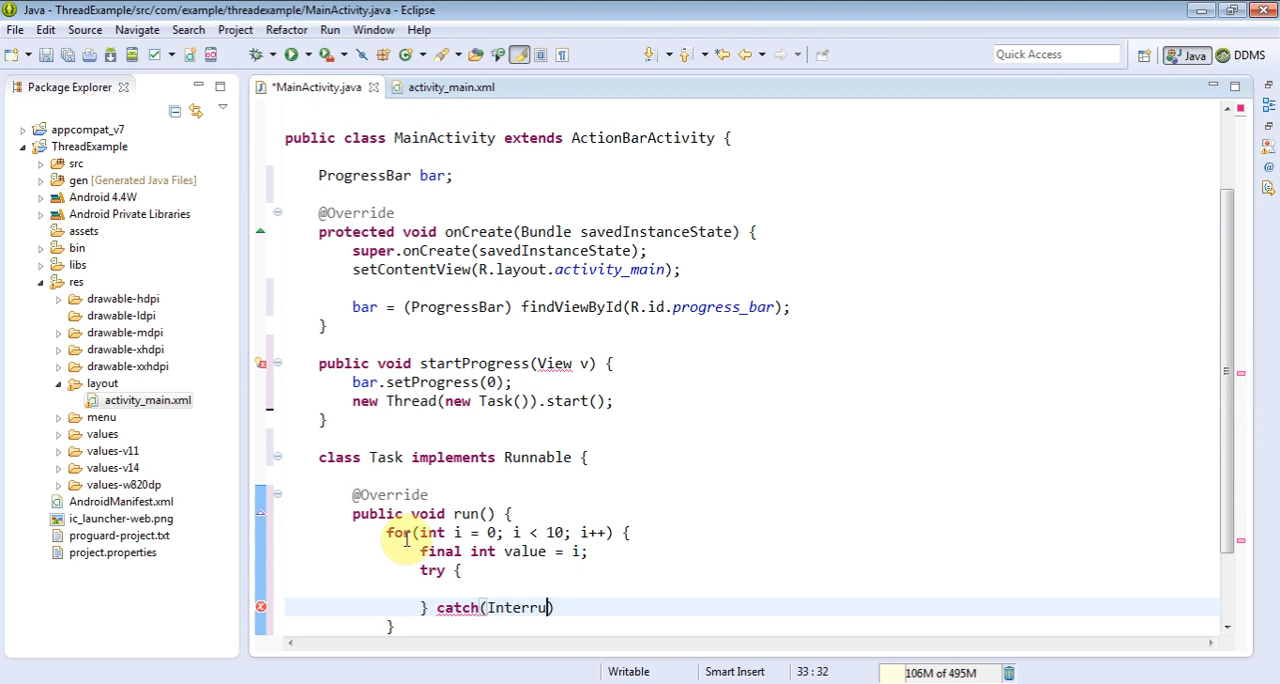 Java - ThreadExample/src/com/example/threadexample/MainActivity.java - Eclipse
File Edit Source Navigate Search Project Refactor Run Window Help
Quick Access
Java
DDMS
Package Explorer
*MainActivity.java
activity_main.xml
appcompat_v7
ThreadExample
src
gen [Generated Java Files]
Android 4.4W
Android Private Libraries
assets
bin
libs
res
drawable-hdpi
drawable-ldpi
drawable-mdpi
drawable-xhdpi
drawable-xxhdpi
layout
activity_main.xml
menu
values
values-v11
values-v14
values-w820dp
AndroidManifest.xml
ic_launcher-web.png
proguard-project.txt
project.properties
public class MainActivity extends ActionBarActivity {
ProgressBar bar;
@Override
protected void onCreate(Bundle savedInstanceState) {
super.onCreate(savedInstanceState);
setContentView(R.layout.activity_main);
bar = (ProgressBar) findViewById(R.id.progress_bar);
}
public void startProgress(View v) {
bar.setProgress(0);
new Thread(new Task()).start();
}
class Task implements Runnable {
@Override
public void run() {
for(int i = 0; i < 10; i++) {
final int value = i;
try {
} catch(Interru)
}
Writable
Smart Insert
33 : 32
106M of 495M